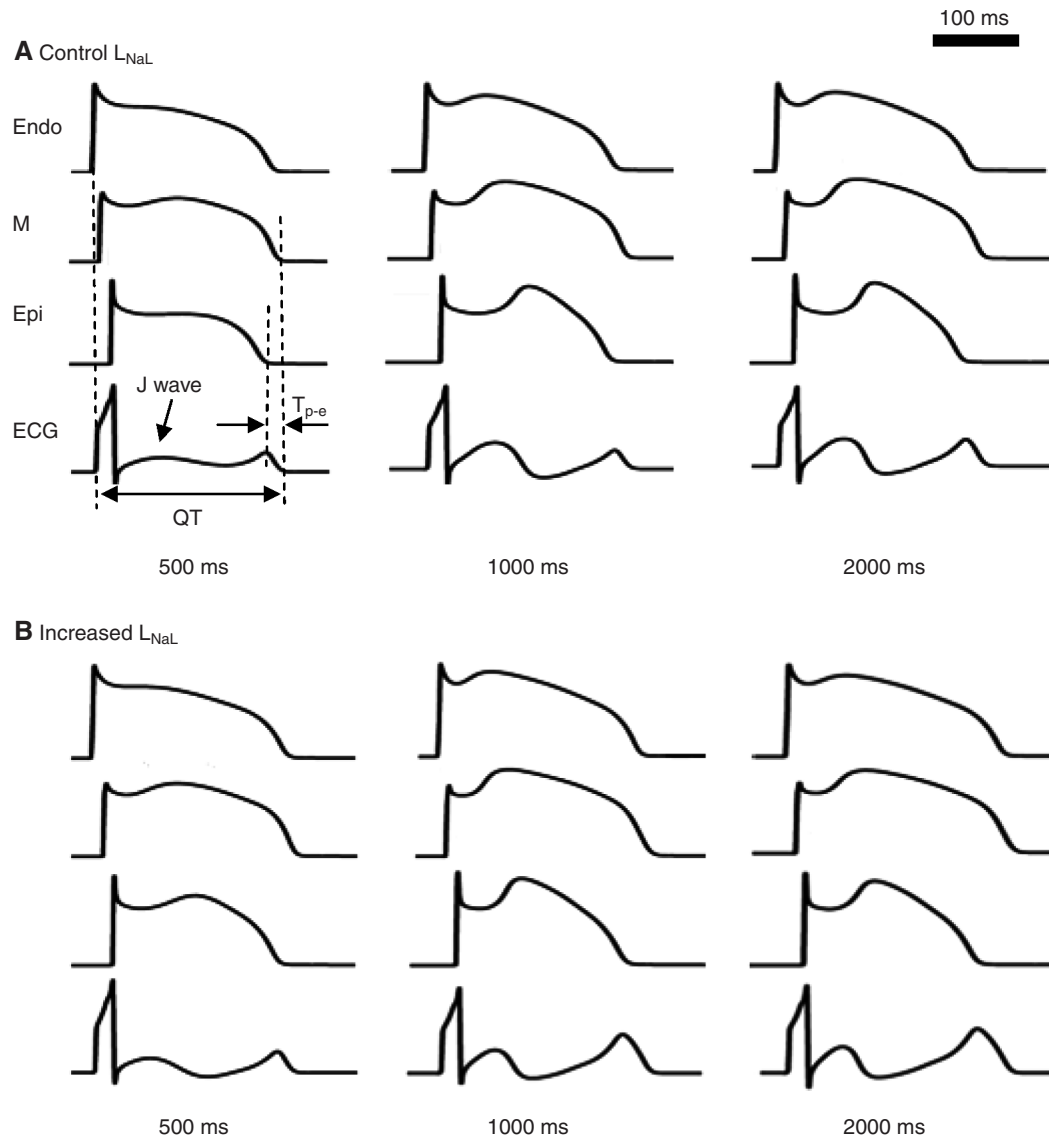 100 ms
A Control L_NaL
Endo
M
Epi
J wave
T_p-e
ECG
QT
500 ms 1000 ms 2000 ms
B Increased L_NaL
500 ms 1000 ms 2000 ms